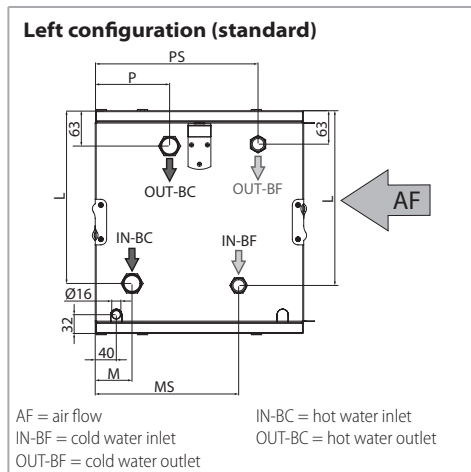 Left configuration (standard)
PS
P
63
63
OUT-BC
OUT-BF
L
L
AF
IN-BC
IN-BF
Ø16
32
40
M
MS
AF = air flow
IN-BF = cold water inlet
OUT-BF = cold water outlet
IN-BC = hot water inlet
OUT-BC = hot water outlet